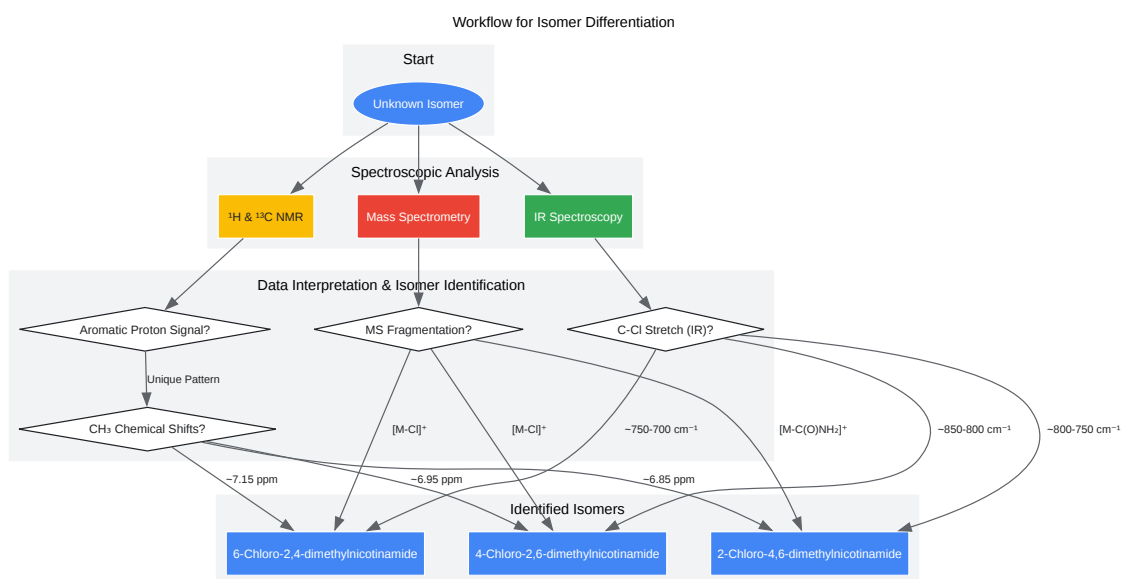 Workflow for Isomer Differentiation
Start
Unknown Isomer
Spectroscopic Analysis
¹H & ¹³C NMR
Mass Spectrometry
IR Spectroscopy
Data Interpretation & Isomer Identification
Aromatic Proton Signal?
MS Fragmentation?
C-Cl Stretch (IR)?
Unique Pattern
CH₃ Chemical Shifts?
[M-Cl]⁺
[M-Cl]⁺
~750-700 cm⁻¹
[M-C(O)NH₂]⁺
~850-800 cm⁻¹
~800-750 cm⁻¹
~7.15 ppm
~6.95 ppm
~6.85 ppm
Identified Isomers
6-Chloro-2,4-dimethylnicotinamide
4-Chloro-2,6-dimethylnicotinamide
2-Chloro-4,6-dimethylnicotinamide